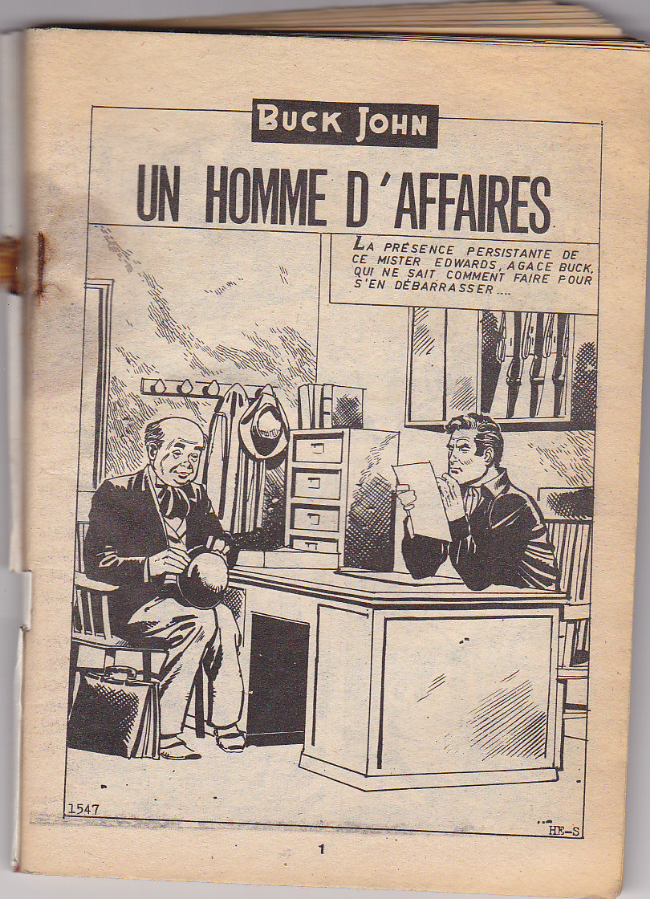 BUCK JOHN
UN HOMME D'AFFAIRES
LA PRÉSENCE PERSISTANTE DE
CE MISTER EDWARDS, AGACE BUCK,
QUI NE SAIT COMMENT FAIRE POUR
S'EN DÉBARRASSER ....
1547
HE-S
1